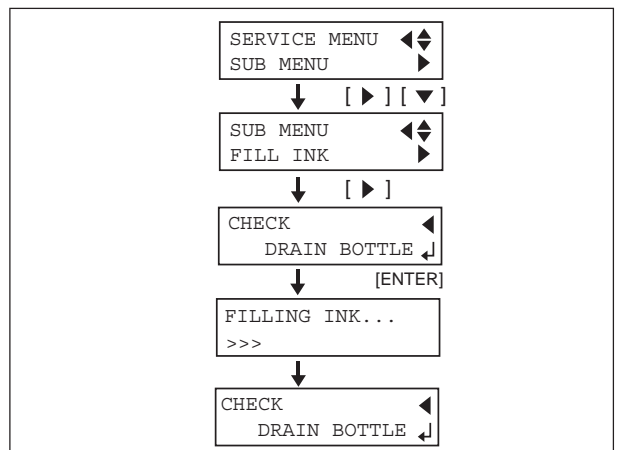 SERVICE MENU ◀◆
SUB MENU ▶
[ ▶ ] [ ▼ ]
SUB MENU ◀◆
FILL INK ▶
[ ▶ ]
CHECK ◀
DRAIN BOTTLE ↵
[ENTER]
FILLING INK...
>>>
CHECK ◀
DRAIN BOTTLE ↵